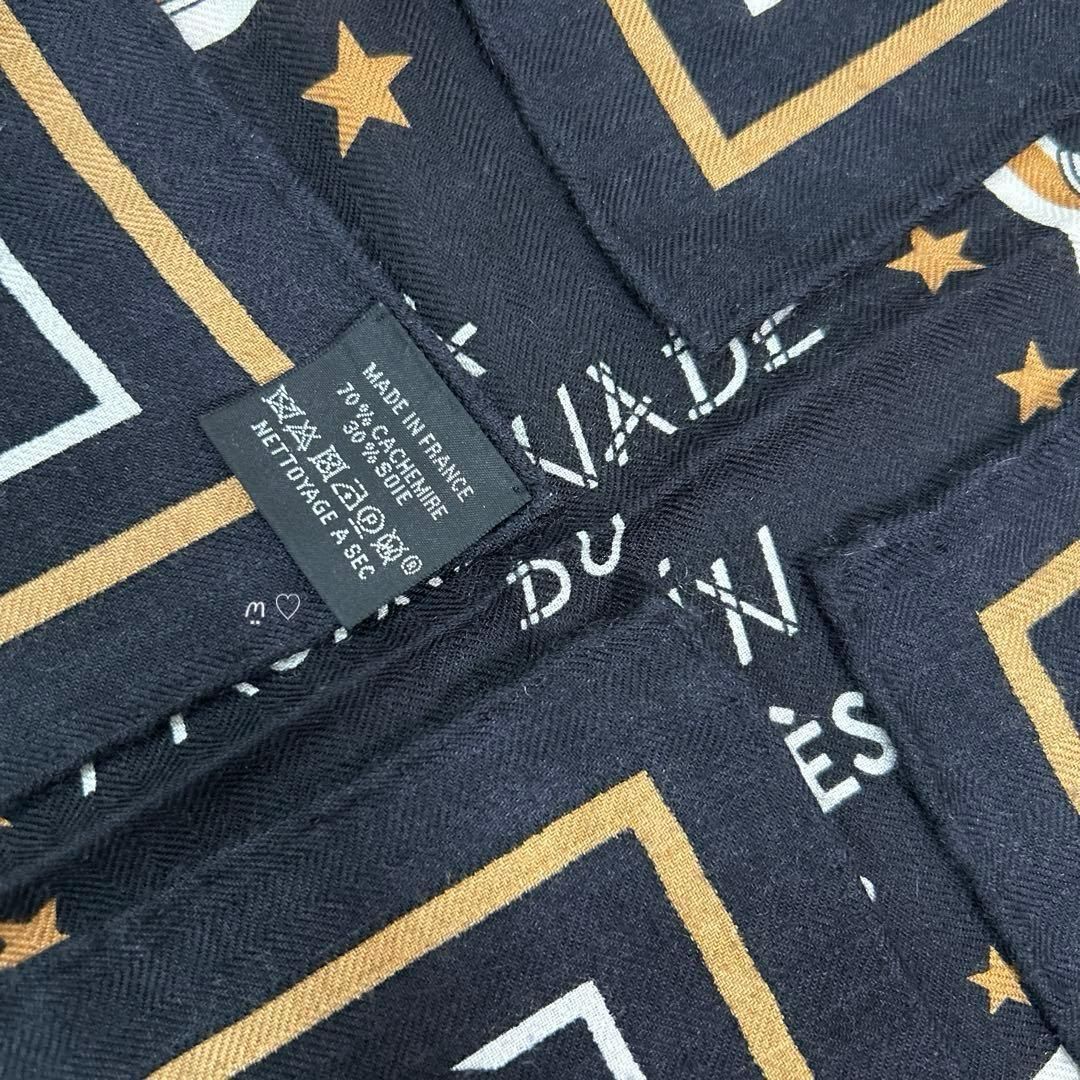 MADE IN FRANCE
70% CACHEMIRE
30% SOIE
®
NETTOYAGE A SEC
VADE
DU
ÈS